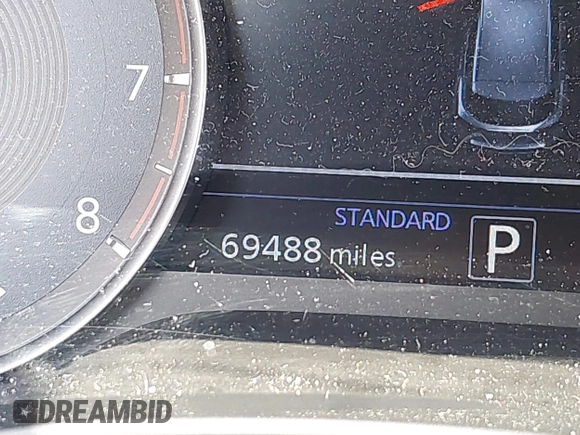 7
8
STANDARD
69488 miles
P
DREAMBID